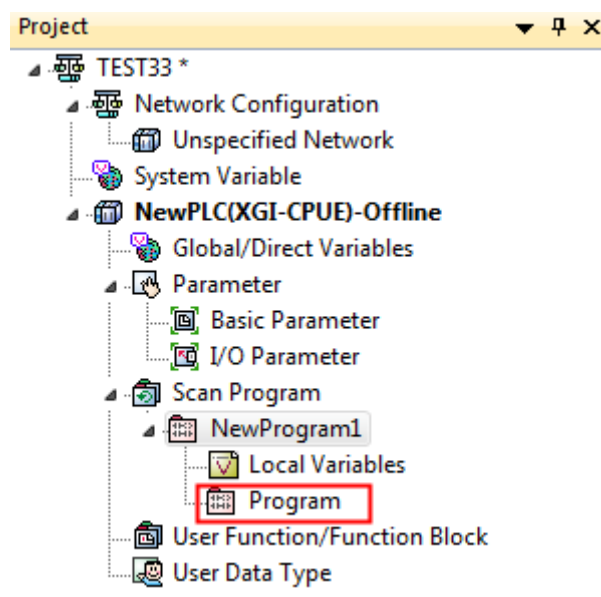 Project
TEST33 *
Network Configuration
Unspecified Network
System Variable
NewPLC(XGI-CPUE)-Offline
Global/Direct Variables
Parameter
Basic Parameter
I/O Parameter
Scan Program
NewProgram1
Local Variables
Program
User Function/Function Block
User Data Type